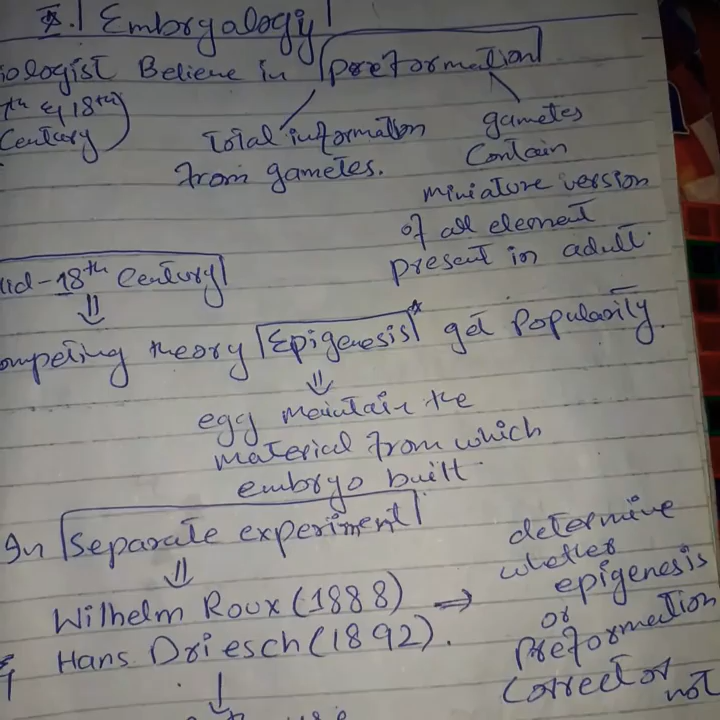 I.| Embryalogy|
iologist Believe in |preformation|
th & 18th)
Century)
Total information
from gametes.
gametes
Contain
miniature version
of all element
present in adult.
id-18th Century|
⇓
ompeting theory |Epigenesis|* get Popularity.
⇓
egg maintain the
material from which
embryo built.
In |Separate experiment|
⇓
Wilhelm Roux (1888) ⇒
Hans Driesch (1892).
↓
determine
whether
epigenesis
or
preformation
Correct or
not